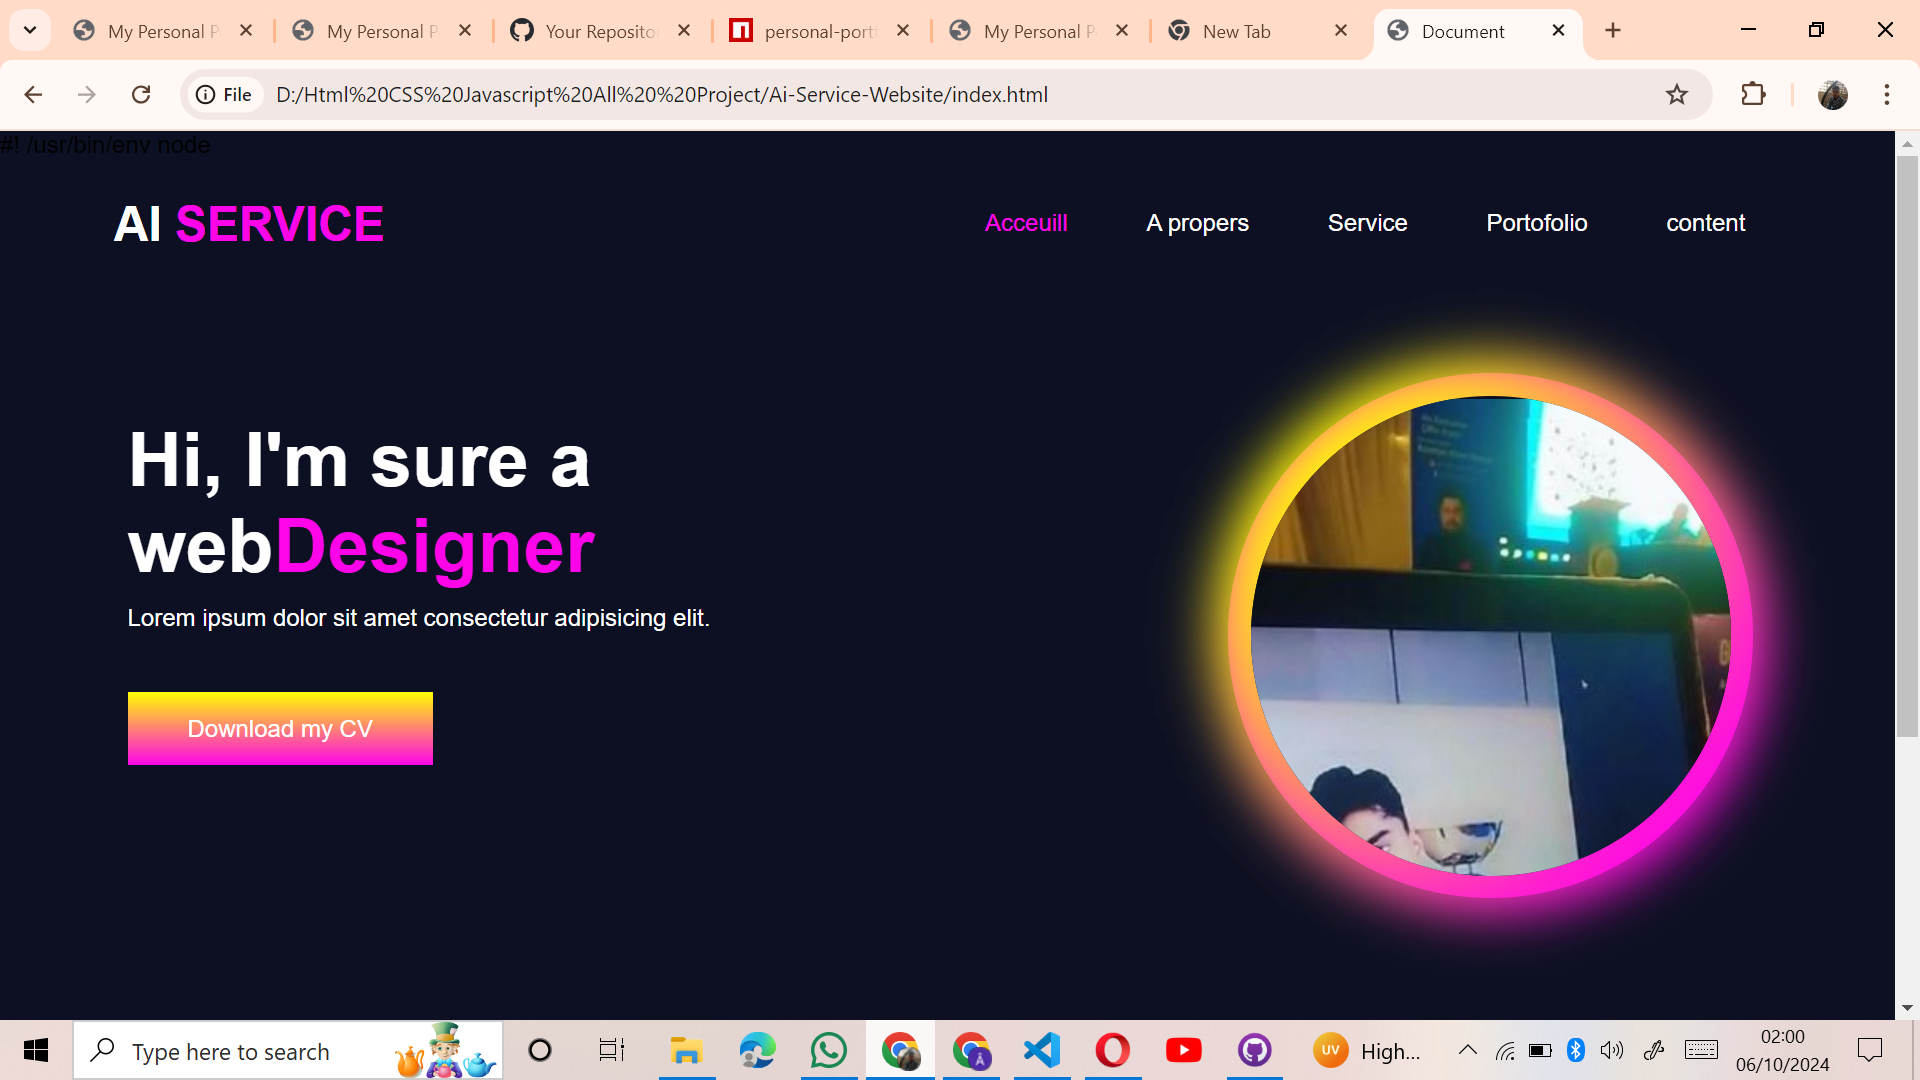 My Personal P
My Personal P
Your Reposito
personal-port
My Personal P
New Tab
Document
File
D:/Html%20CSS%20Javascript%20All%20%20Project/Ai-Service-Website/index.html
#! /usr/bin/env node
AI SERVICE
Acceuill
A propers
Service
Portofolio
content
Hi, I'm sure a
webDesigner
Lorem ipsum dolor sit amet consectetur adipisicing elit.
Download my CV
Type here to search
UV
High...
02:00
06/10/2024